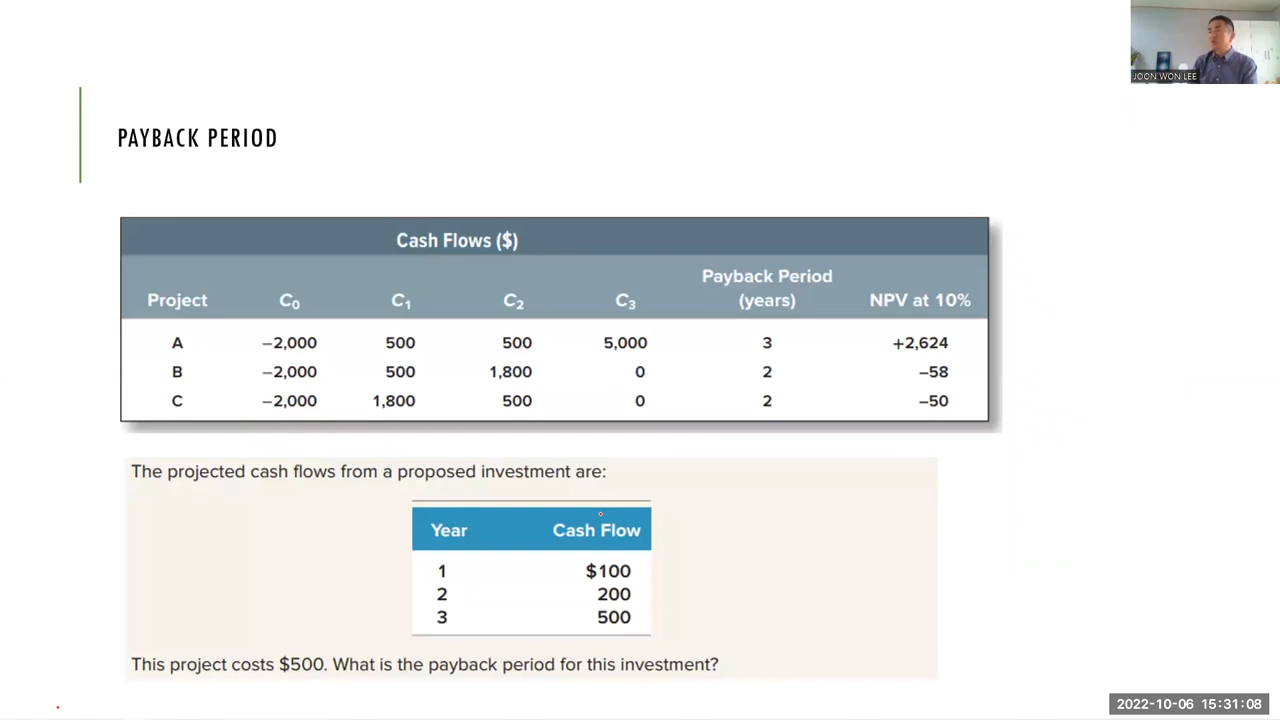 JOON WON LEE
PAYBACK PERIOD
Cash Flows ($)
Project C0 C1 C2 C3 Payback Period (years) NPV at 10%
A −2,000 500 500 5,000 3 +2,624
B −2,000 500 1,800 0 2 −58
C −2,000 1,800 500 0 2 −50
The projected cash flows from a proposed investment are:
Year Cash Flow
1 $100
2 200
3 500
This project costs $500. What is the payback period for this investment?
2022-10-06 15:31:08